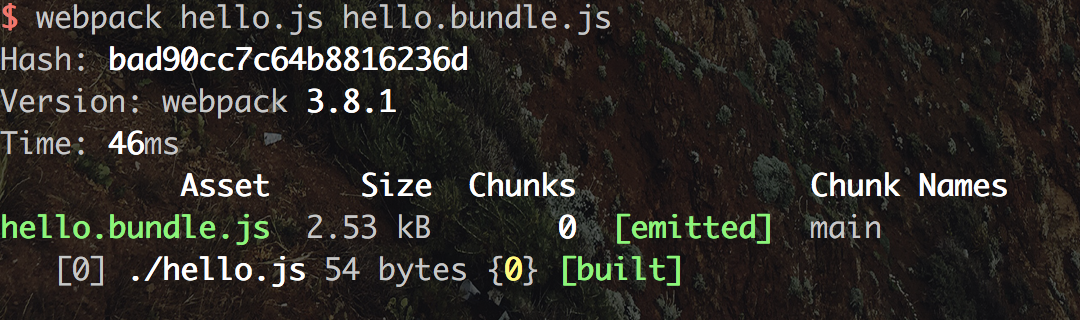 $ webpack hello.js hello.bundle.js
Hash: bad90cc7c64b8816236d
Version: webpack 3.8.1
Time: 46ms
Asset Size Chunks Chunk Names
hello.bundle.js 2.53 kB 0 [emitted] main
[0] ./hello.js 54 bytes {0} [built]